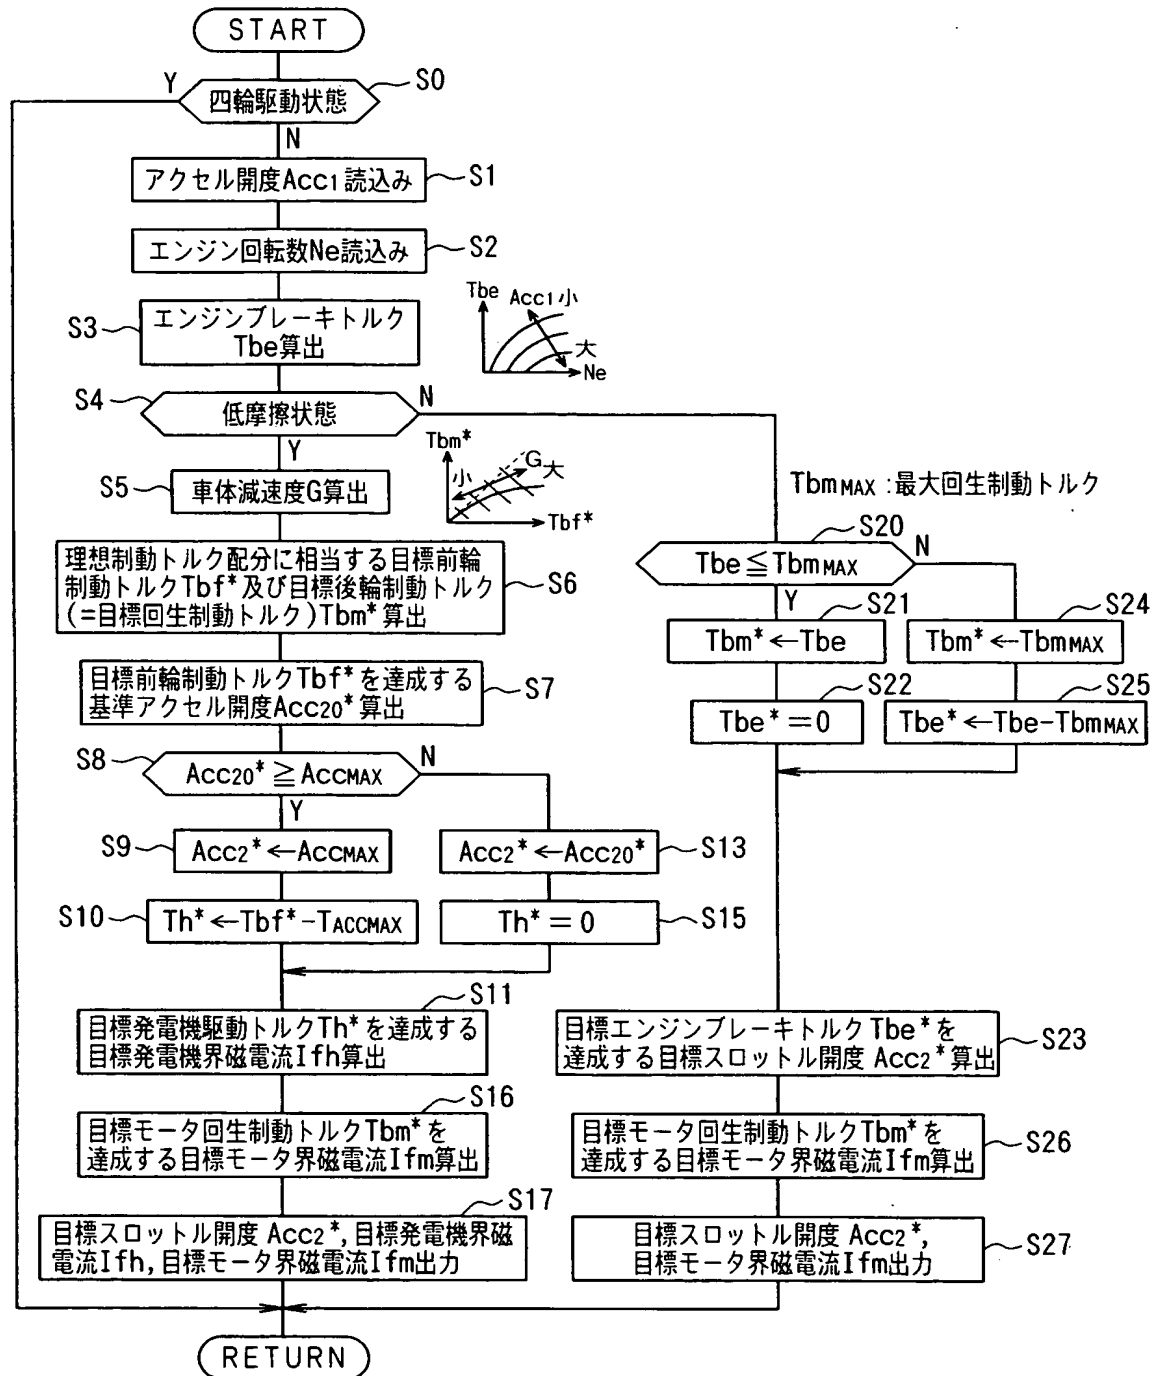 START
Y
四輪駆動状態
S0
N
アクセル開度Acc1読込み
S1
エンジン回転数Ne読込み
S2
S3
エンジンブレーキトルク
Tbe算出
Tbe
Acc1小
大
Ne
S4
低摩擦状態
N
Y
S5
車体減速度G算出
Tbm*
小
G大
Tbf*
TbmMAX:最大回生制動トルク
理想制動トルク配分に相当する目標前輪
制動トルクTbf*及び目標後輪制動トルク
(=目標回生制動トルク)Tbm*算出
S6
S20
Tbe≦TbmMAX
N
Y
S21
Tbm*←Tbe
S24
Tbm*←TbmMAX
目標前輪制動トルクTbf*を達成する
基準アクセル開度Acc20*算出
S7
S22
Tbe*=0
S25
Tbe*←Tbe-TbmMAX
S8
Acc20*≧AccMAX
N
Y
S9
Acc2*←AccMAX
Acc2*←Acc20*
S13
S10
Th*←Tbf*-TACCMAX
Th*=0
S15
S11
目標発電機駆動トルクTh*を達成する
目標発電機界磁電流Ifh算出
目標エンジンブレーキトルクTbe*を
達成する目標スロットル開度Acc2*算出
S23
S16
目標モータ回生制動トルクTbm*を
達成する目標モータ界磁電流Ifm算出
目標モータ回生制動トルクTbm*を
達成する目標モータ界磁電流Ifm算出
S26
S17
目標スロットル開度Acc2*,目標発電機界磁
電流Ifh,目標モータ界磁電流Ifm出力
目標スロットル開度Acc2*,
目標モータ界磁電流Ifm出力
S27
RETURN